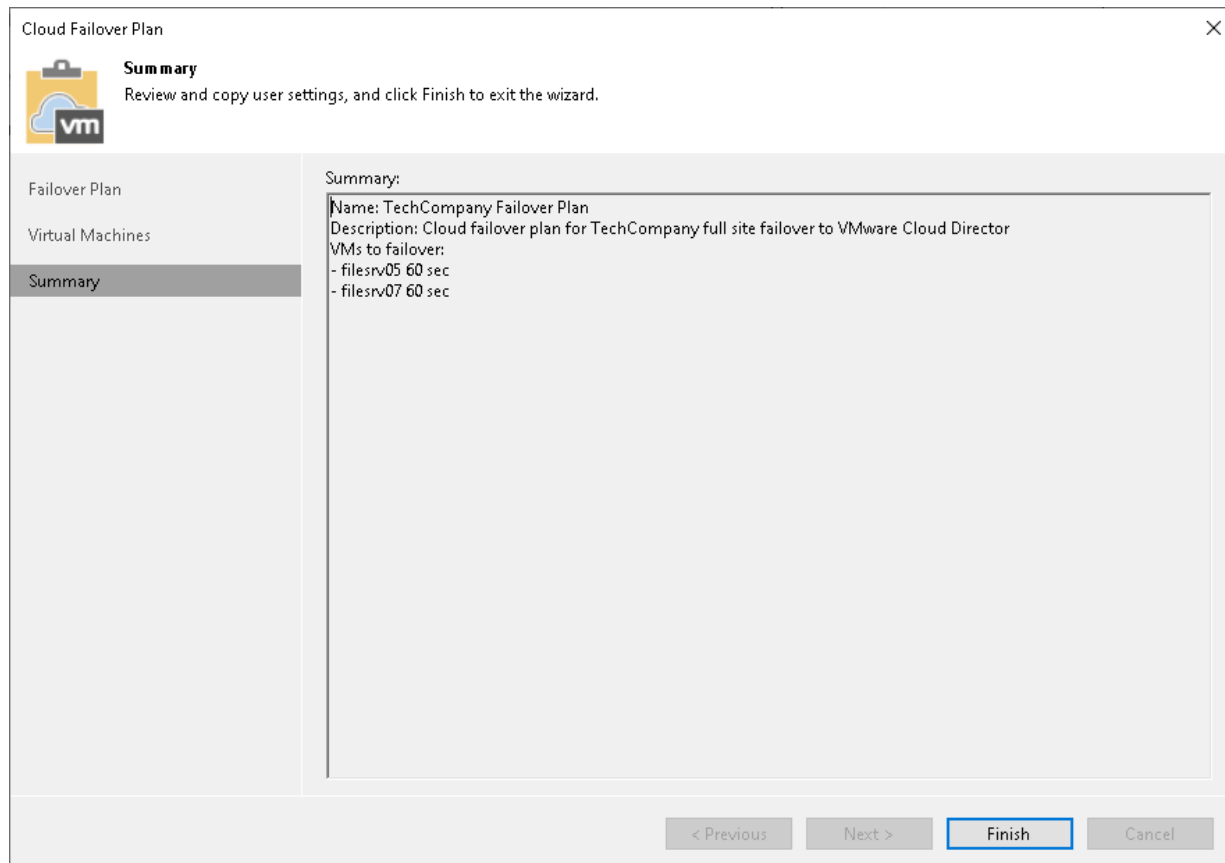 Cloud Failover Plan
Summary
Review and copy user settings, and click Finish to exit the wizard.
vm
Failover Plan
Virtual Machines
Summary
Summary:
Name: TechCompany Failover Plan
Description: Cloud failover plan for TechCompany full site failover to VMware Cloud Director
VMs to failover:
- filesrv05 60 sec
- filesrv07 60 sec
< Previous
Next >
Finish
Cancel